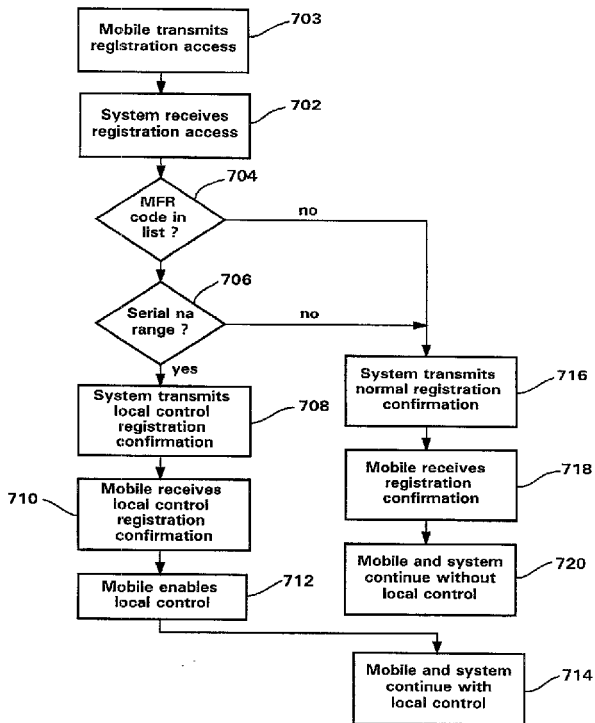 Mobile transmits
registration access
703
System receives
registration access
702
MFR
code in
list ?
704
no
Serial na
range ?
706
no
yes
System transmits
local control
registration
confirmation
708
System transmits
normal registration
confirmation
716
710
Mobile receives
local control
registration
confirmation
Mobile receives
registration
confirmation
718
Mobile enables
local control
712
Mobile and system
continue without
local control
720
Mobile and system
continue with
local control
714